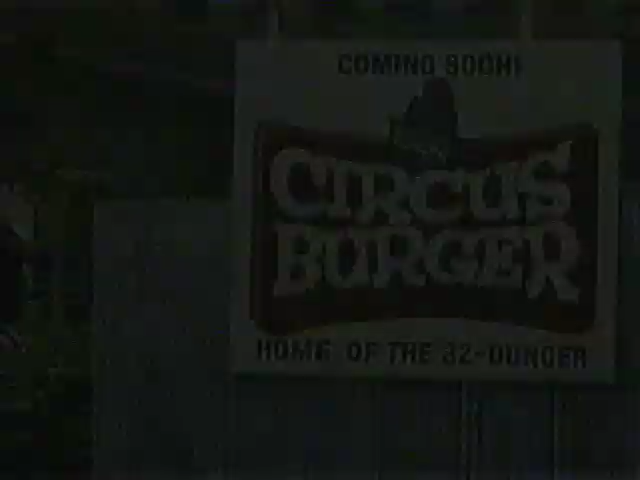 COMING SOON!
CIRCUS
BURGER
HOME OF THE 32-OUNCER